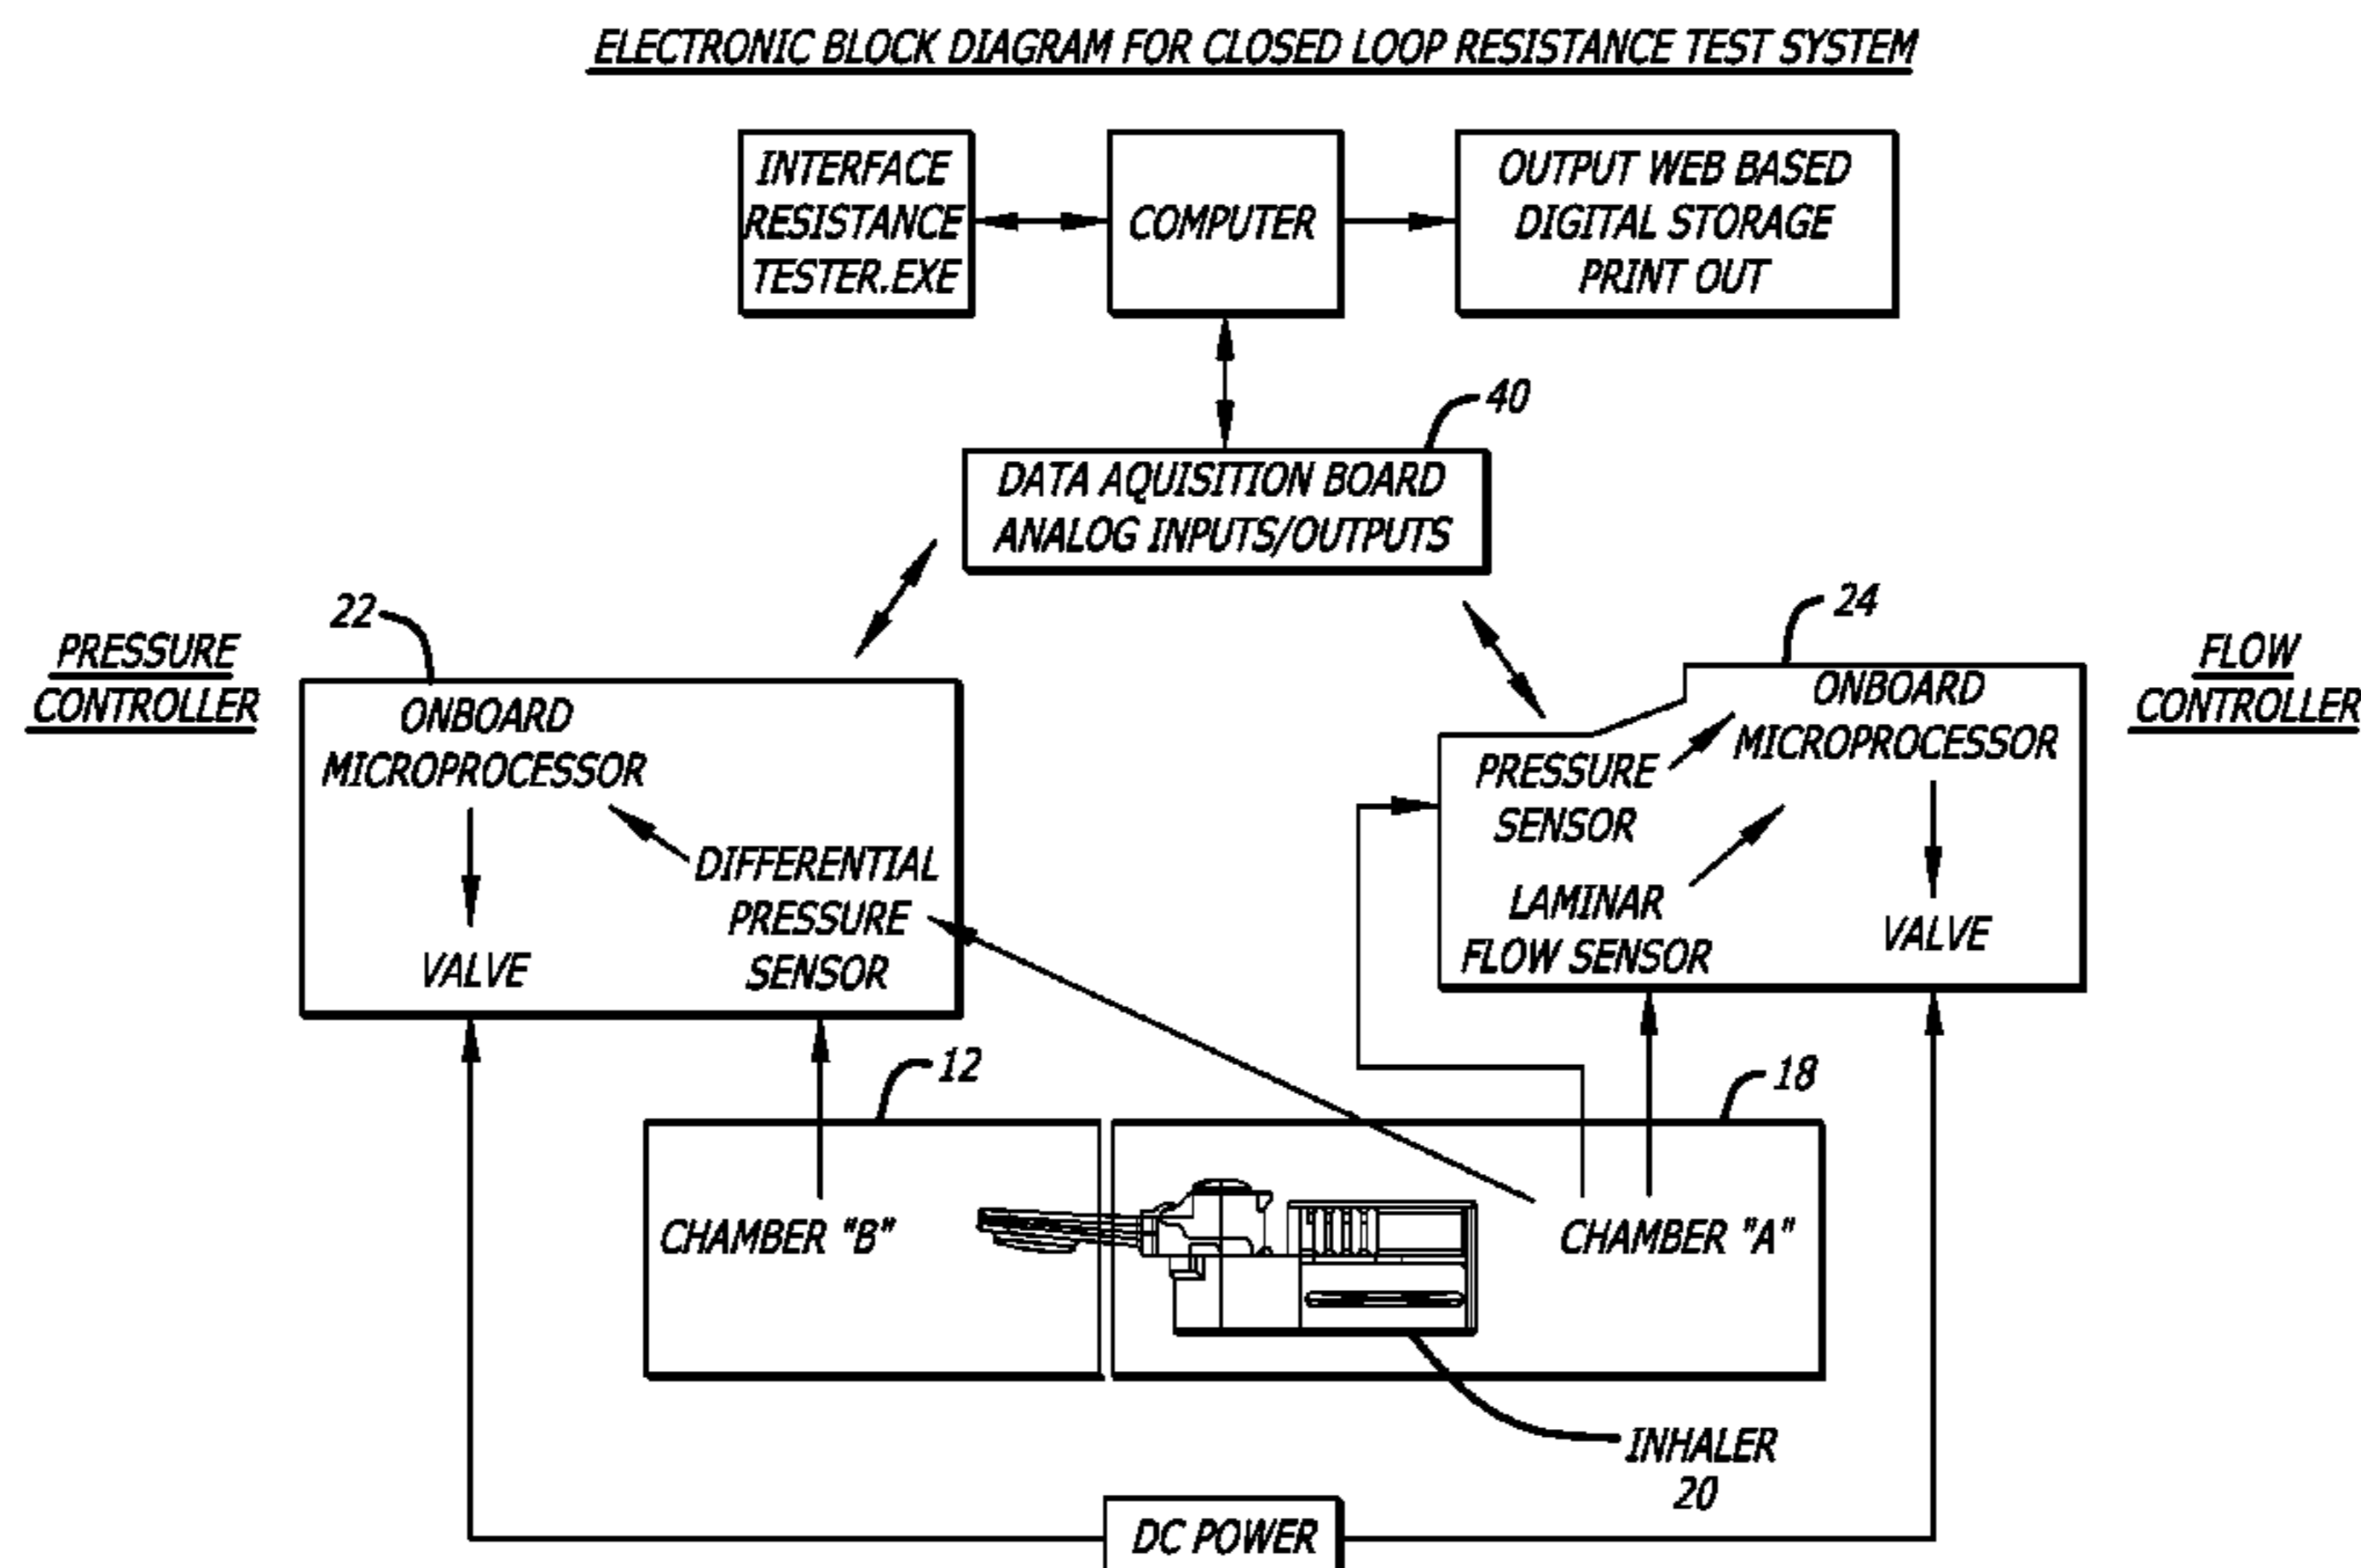 ELECTRONIC BLOCK DIAGRAM FOR CLOSED LOOP RESISTANCE TEST SYSTEM
INTERFACE
RESISTANCE
TESTER.EXE
COMPUTER
OUTPUT WEB BASED
DIGITAL STORAGE
PRINT OUT
40
DATA AQUISITION BOARD
ANALOG INPUTS/OUTPUTS
PRESSURE
CONTROLLER
22
ONBOARD
MICROPROCESSOR
DIFFERENTIAL
PRESSURE
SENSOR
VALVE
24
FLOW
CONTROLLER
ONBOARD
MICROPROCESSOR
PRESSURE
SENSOR
LAMINAR
FLOW SENSOR
VALVE
12
18
CHAMBER "B"
CHAMBER "A"
INHALER
20
DC POWER